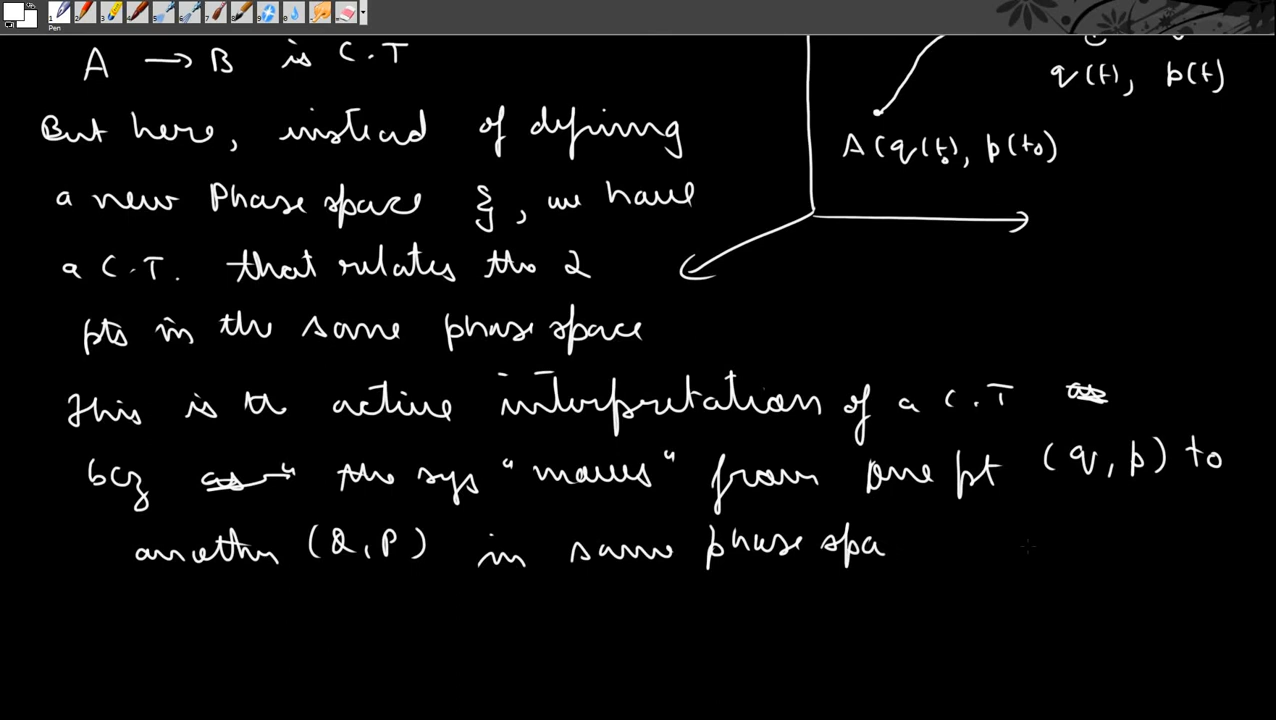 A → B is C.T
q(t), p(t)
But here, instead of defining
A(q(t₀), p(t₀)
a new Phase space ξ, we have
a C.T. that relates the 2
pts in the same phase space
This is the active interpretation of a C.T
bcz the sys "moves" from one pt (q, p) to
another (Q, P) in same phase spa
Pen